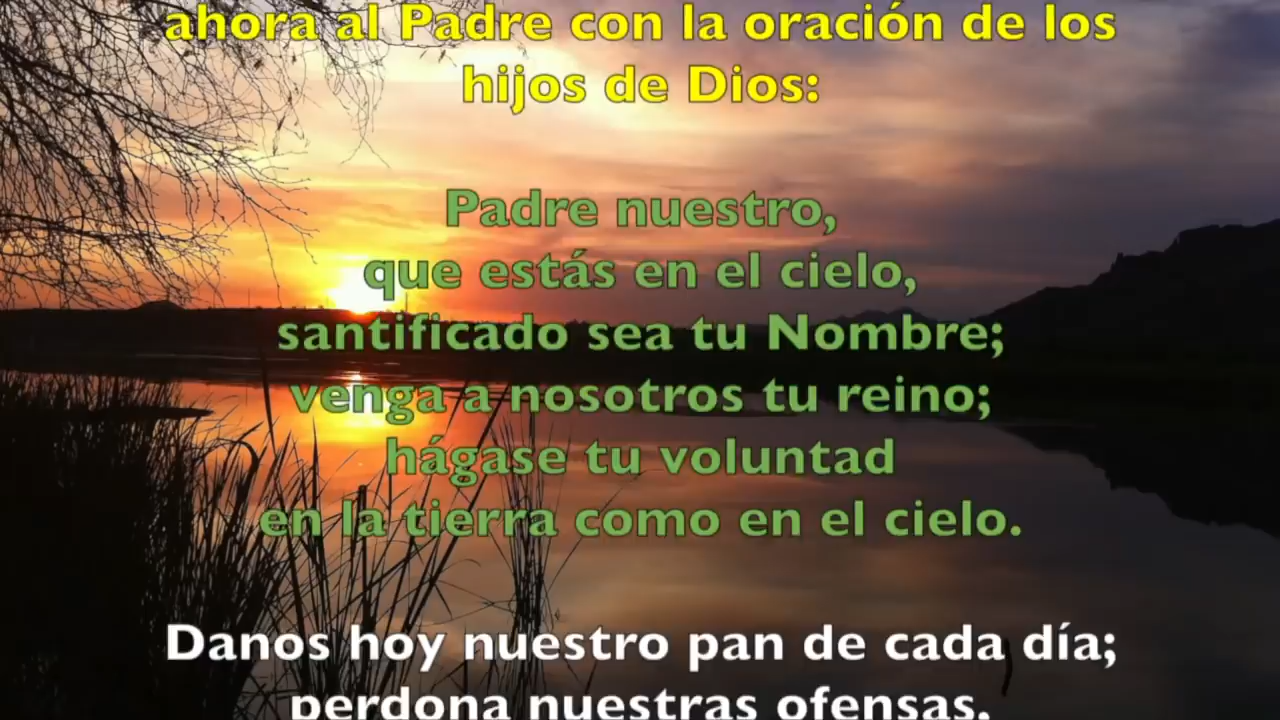 ahora al Padre con la oración de los
hijos de Dios:
Padre nuestro,
que estás en el cielo,
santificado sea tu Nombre;
venga a nosotros tu reino;
hágase tu voluntad
en la tierra como en el cielo.
Danos hoy nuestro pan de cada día;
perdona nuestras ofensas,